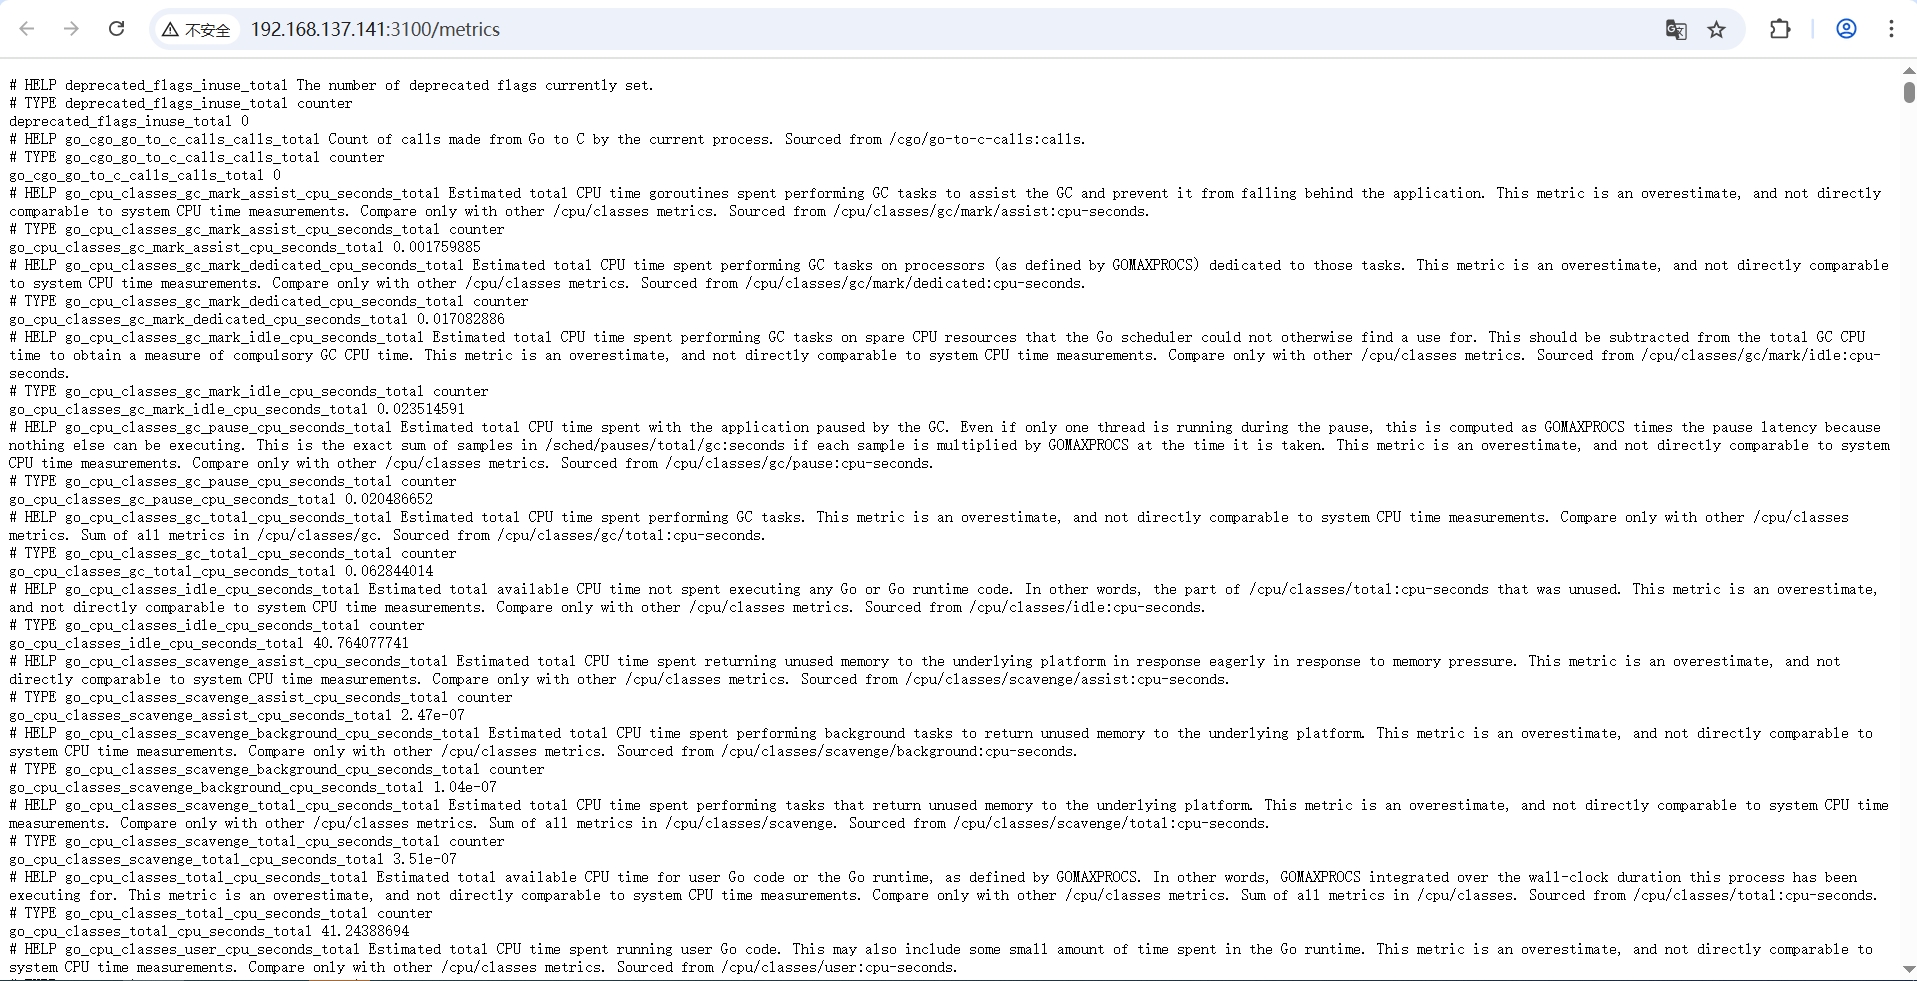 不安全 192.168.137.141:3100/metrics
# HELP deprecated_flags_inuse_total The number of deprecated flags currently set.
# TYPE deprecated_flags_inuse_total counter
deprecated_flags_inuse_total 0
# HELP go_cgo_go_to_c_calls_calls_total Count of calls made from Go to C by the current process. Sourced from /cgo/go-to-c-calls:calls.
# TYPE go_cgo_go_to_c_calls_calls_total counter
go_cgo_go_to_c_calls_calls_total 0
# HELP go_cpu_classes_gc_mark_assist_cpu_seconds_total Estimated total CPU time goroutines spent performing GC tasks to assist the GC and prevent it from falling behind the application. This metric is an overestimate, and not directly
comparable to system CPU time measurements. Compare only with other /cpu/classes metrics. Sourced from /cpu/classes/gc/mark/assist:cpu-seconds.
# TYPE go_cpu_classes_gc_mark_assist_cpu_seconds_total counter
go_cpu_classes_gc_mark_assist_cpu_seconds_total 0.001759885
# HELP go_cpu_classes_gc_mark_dedicated_cpu_seconds_total Estimated total CPU time spent performing GC tasks on processors (as defined by GOMAXPROCS) dedicated to those tasks. This metric is an overestimate, and not directly comparable
to system CPU time measurements. Compare only with other /cpu/classes metrics. Sourced from /cpu/classes/gc/mark/dedicated:cpu-seconds.
# TYPE go_cpu_classes_gc_mark_dedicated_cpu_seconds_total counter
go_cpu_classes_gc_mark_dedicated_cpu_seconds_total 0.017082886
# HELP go_cpu_classes_gc_mark_idle_cpu_seconds_total Estimated total CPU time spent performing GC tasks on spare CPU resources that the Go scheduler could not otherwise find a use for. This should be subtracted from the total GC CPU
time to obtain a measure of compulsory GC CPU time. This metric is an overestimate, and not directly comparable to system CPU time measurements. Compare only with other /cpu/classes metrics. Sourced from /cpu/classes/gc/mark/idle:cpu-
seconds.
# TYPE go_cpu_classes_gc_mark_idle_cpu_seconds_total counter
go_cpu_classes_gc_mark_idle_cpu_seconds_total 0.023514591
# HELP go_cpu_classes_gc_pause_cpu_seconds_total Estimated total CPU time spent with the application paused by the GC. Even if only one thread is running during the pause, this is computed as GOMAXPROCS times the pause latency because
nothing else can be executing. This is the exact sum of samples in /sched/pauses/total/gc:seconds if each sample is multiplied by GOMAXPROCS at the time it is taken. This metric is an overestimate, and not directly comparable to system
CPU time measurements. Compare only with other /cpu/classes metrics. Sourced from /cpu/classes/gc/pause:cpu-seconds.
# TYPE go_cpu_classes_gc_pause_cpu_seconds_total counter
go_cpu_classes_gc_pause_cpu_seconds_total 0.020486652
# HELP go_cpu_classes_gc_total_cpu_seconds_total Estimated total CPU time spent performing GC tasks. This metric is an overestimate, and not directly comparable to system CPU time measurements. Compare only with other /cpu/classes
metrics. Sum of all metrics in /cpu/classes/gc. Sourced from /cpu/classes/gc/total:cpu-seconds.
# TYPE go_cpu_classes_gc_total_cpu_seconds_total counter
go_cpu_classes_gc_total_cpu_seconds_total 0.062844014
# HELP go_cpu_classes_idle_cpu_seconds_total Estimated total available CPU time not spent executing any Go or Go runtime code. In other words, the part of /cpu/classes/total:cpu-seconds that was unused. This metric is an overestimate,
and not directly comparable to system CPU time measurements. Compare only with other /cpu/classes metrics. Sourced from /cpu/classes/idle:cpu-seconds.
# TYPE go_cpu_classes_idle_cpu_seconds_total counter
go_cpu_classes_idle_cpu_seconds_total 40.764077741
# HELP go_cpu_classes_scavenge_assist_cpu_seconds_total Estimated total CPU time spent returning unused memory to the underlying platform in response eagerly in response to memory pressure. This metric is an overestimate, and not
directly comparable to system CPU time measurements. Compare only with other /cpu/classes metrics. Sourced from /cpu/classes/scavenge/assist:cpu-seconds.
# TYPE go_cpu_classes_scavenge_assist_cpu_seconds_total counter
go_cpu_classes_scavenge_assist_cpu_seconds_total 2.47e-07
# HELP go_cpu_classes_scavenge_background_cpu_seconds_total Estimated total CPU time spent performing background tasks to return unused memory to the underlying platform. This metric is an overestimate, and not directly comparable to
system CPU time measurements. Compare only with other /cpu/classes metrics. Sourced from /cpu/classes/scavenge/background:cpu-seconds.
# TYPE go_cpu_classes_scavenge_background_cpu_seconds_total counter
go_cpu_classes_scavenge_background_cpu_seconds_total 1.04e-07
# HELP go_cpu_classes_scavenge_total_cpu_seconds_total Estimated total CPU time spent performing tasks that return unused memory to the underlying platform. This metric is an overestimate, and not directly comparable to system CPU time
measurements. Compare only with other /cpu/classes metrics. Sum of all metrics in /cpu/classes/scavenge. Sourced from /cpu/classes/scavenge/total:cpu-seconds.
# TYPE go_cpu_classes_scavenge_total_cpu_seconds_total counter
go_cpu_classes_scavenge_total_cpu_seconds_total 3.51e-07
# HELP go_cpu_classes_total_cpu_seconds_total Estimated total available CPU time for user Go code or the Go runtime, as defined by GOMAXPROCS. In other words, GOMAXPROCS integrated over the wall-clock duration this process has been
executing for. This metric is an overestimate, and not directly comparable to system CPU time measurements. Compare only with other /cpu/classes metrics. Sum of all metrics in /cpu/classes. Sourced from /cpu/classes/total:cpu-seconds.
# TYPE go_cpu_classes_total_cpu_seconds_total counter
go_cpu_classes_total_cpu_seconds_total 41.24388694
# HELP go_cpu_classes_user_cpu_seconds_total Estimated total CPU time spent running user Go code. This may also include some small amount of time spent in the Go runtime. This metric is an overestimate, and not directly comparable to
system CPU time measurements. Compare only with other /cpu/classes metrics. Sourced from /cpu/classes/user:cpu-seconds.